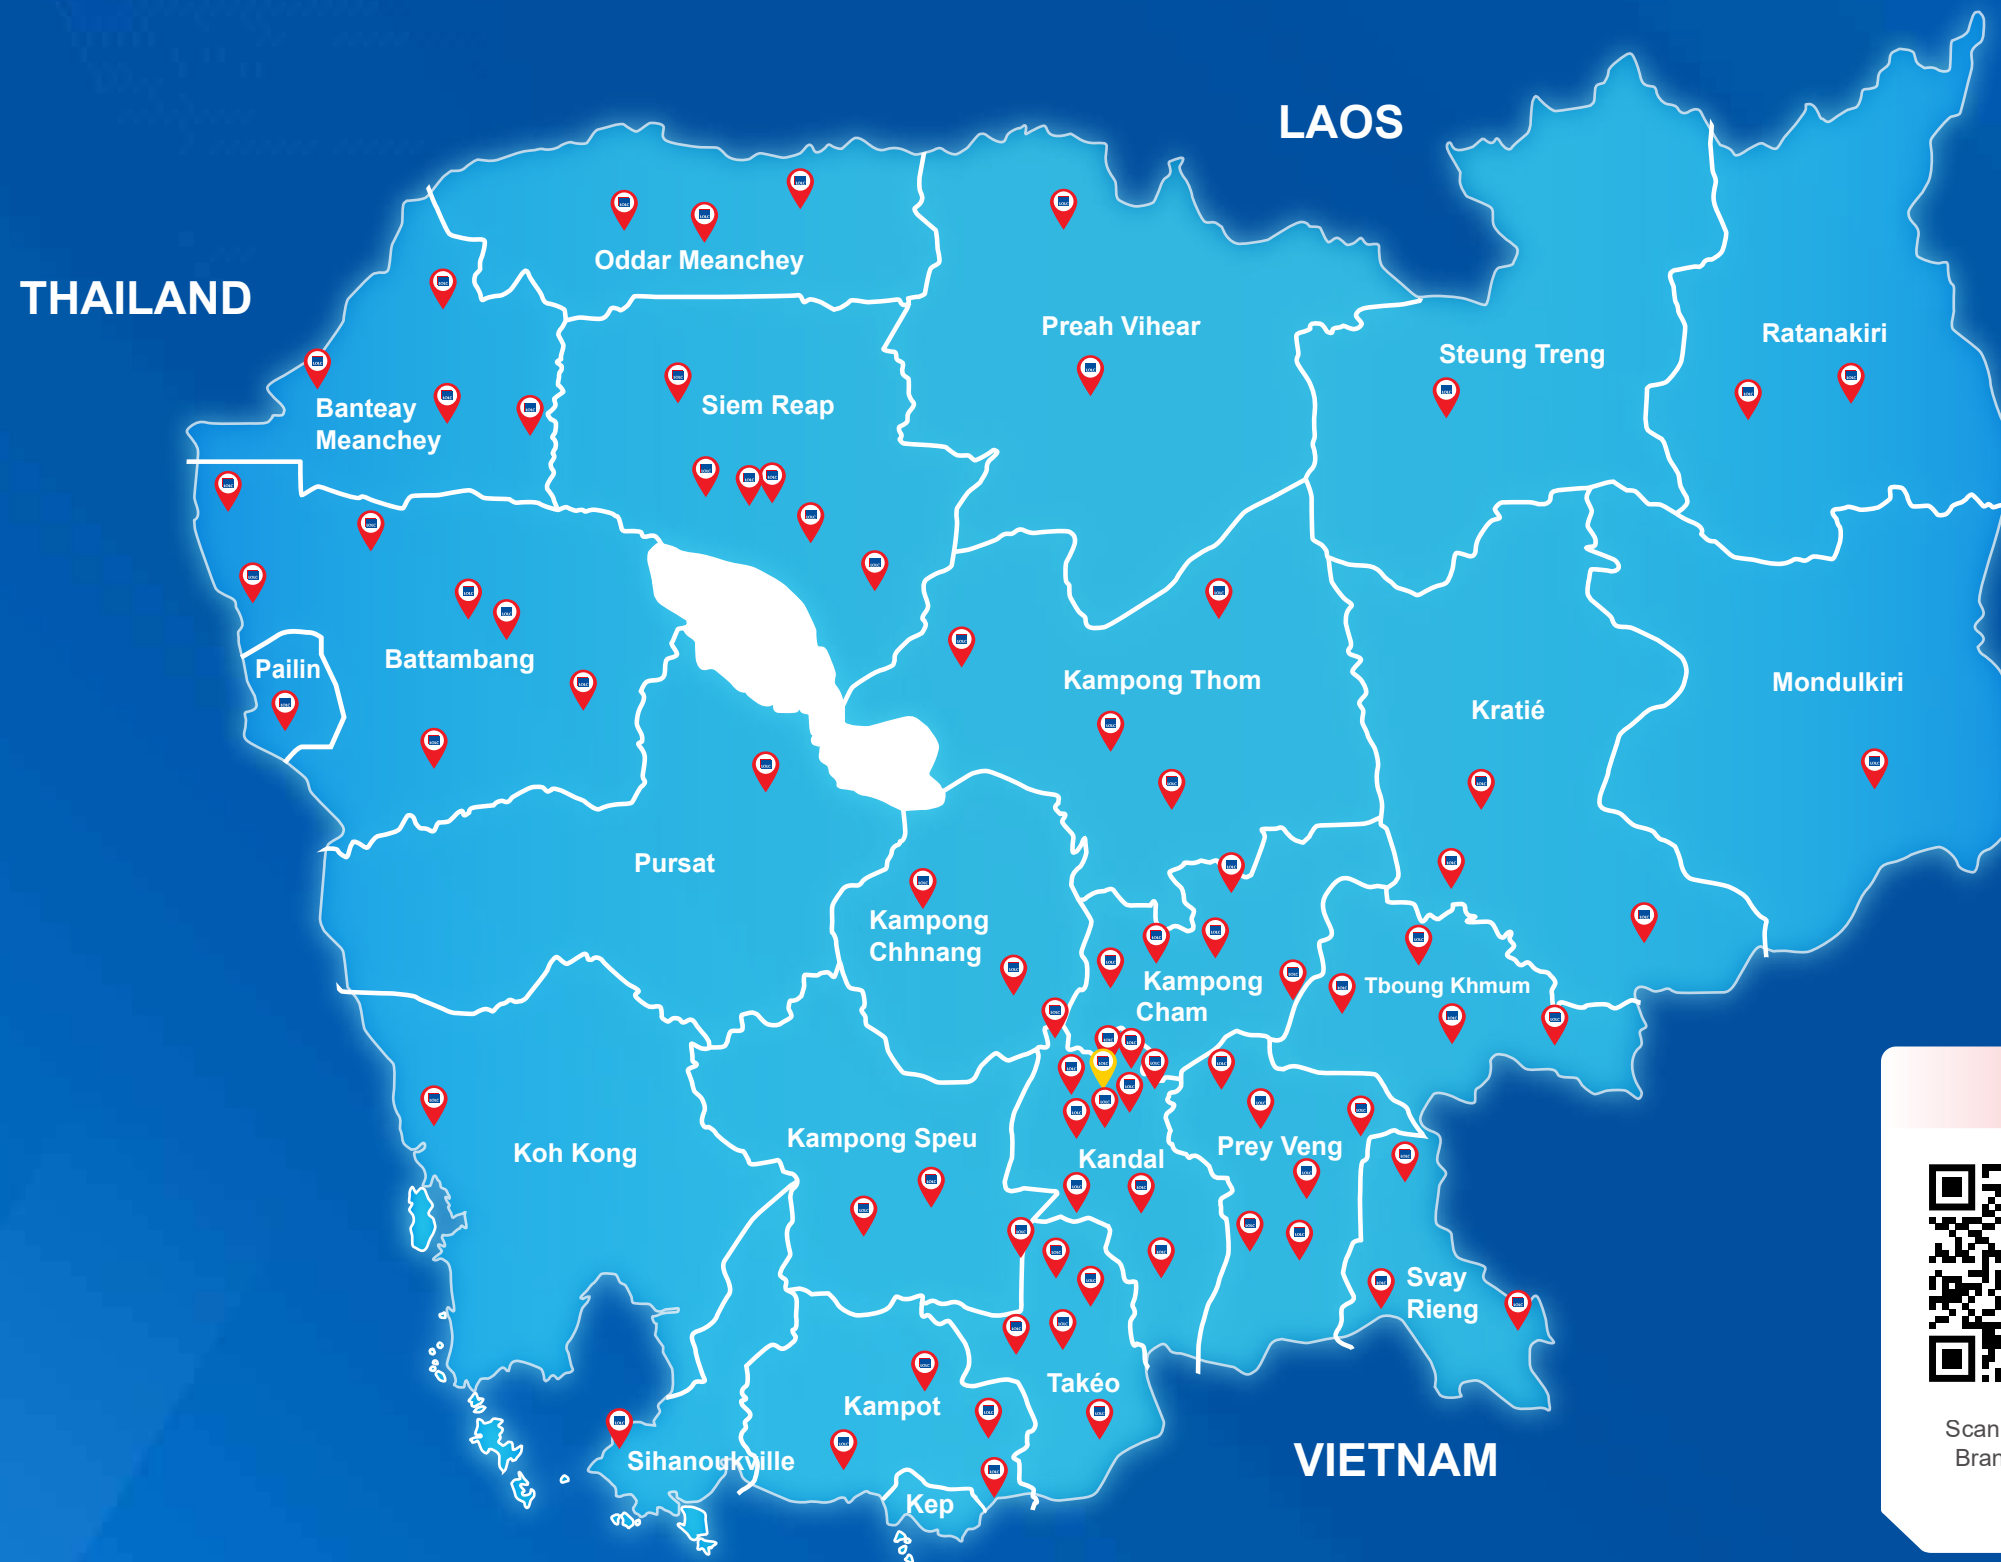 LAOS
THAILAND
Oddar Meanchey
Preah Vihear
Steung Treng
Ratanakiri
Banteay
Meanchey
Siem Reap
Pailin
Battambang
Kampong Thom
Kratié
Mondulkiri
Pursat
Kampong
Chhnang
Kampong
Cham
Tboung Khmum
Koh Kong
Kampong Speu
Kandal
Prey Veng
Svay
Rieng
Takéo
Kampot
Sihanoukville
Kep
VIETNAM
Scan